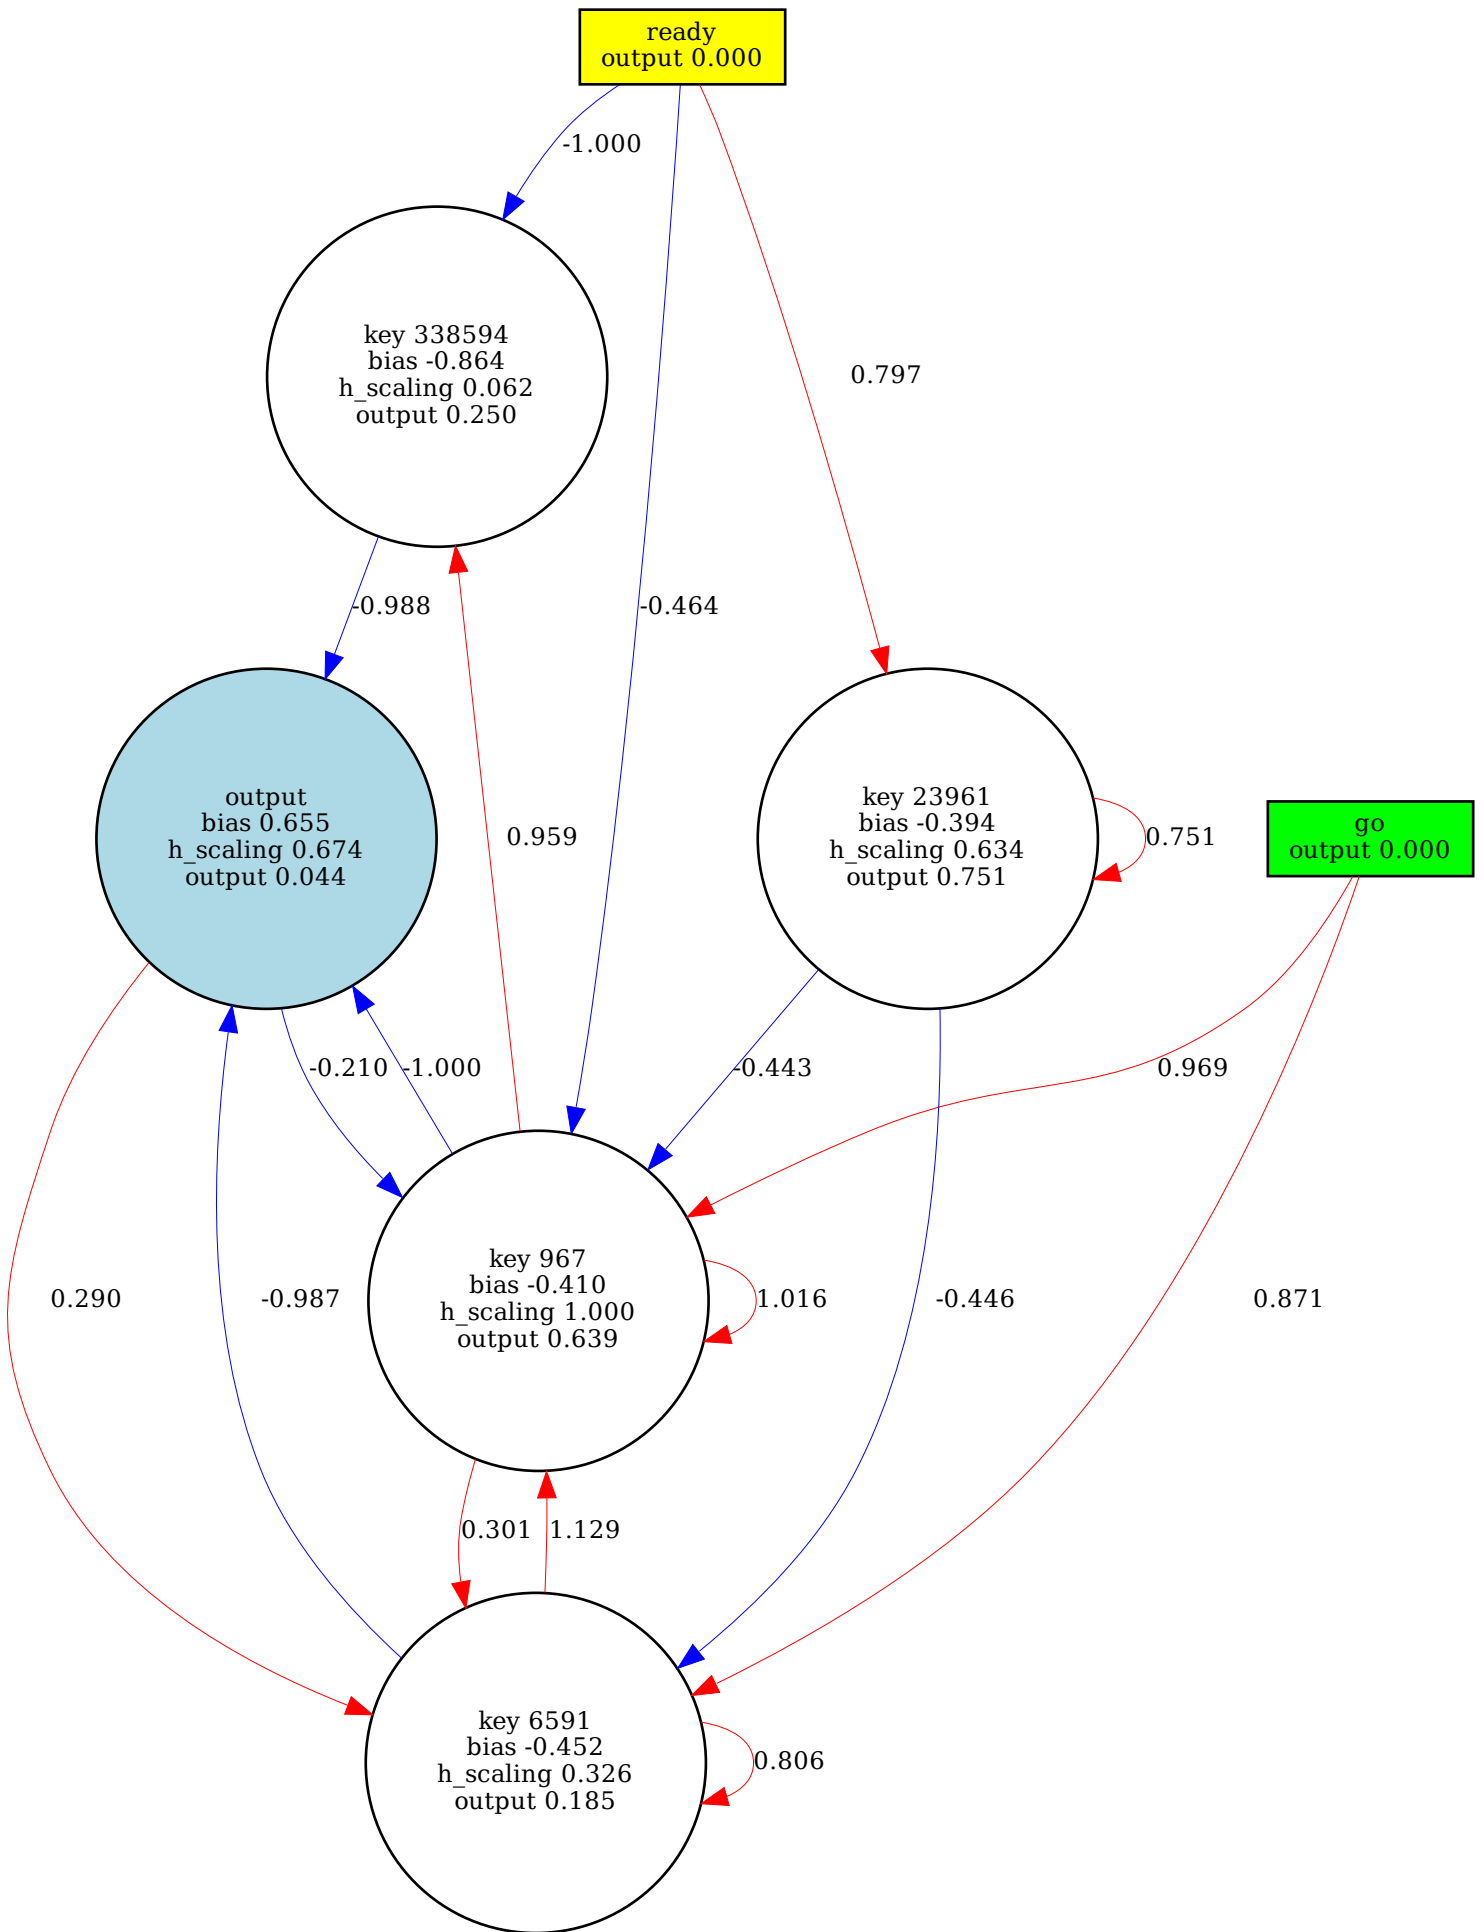 ready
output 0.000
-1.000
key 338594
bias -0.864
h_scaling 0.062
output 0.250
0.797
-0.988
-0.464
output
bias 0.655
h_scaling 0.674
output 0.044
0.959
key 23961
bias -0.394
h_scaling 0.634
output 0.751
0.751
go
output 0.000
-0.210
-1.000
-0.443
0.969
0.290
-0.987
key 967
bias -0.410
h_scaling 1.000
output 0.639
1.016
-0.446
0.871
0.301
1.129
key 6591
bias -0.452
h_scaling 0.326
output 0.185
0.806